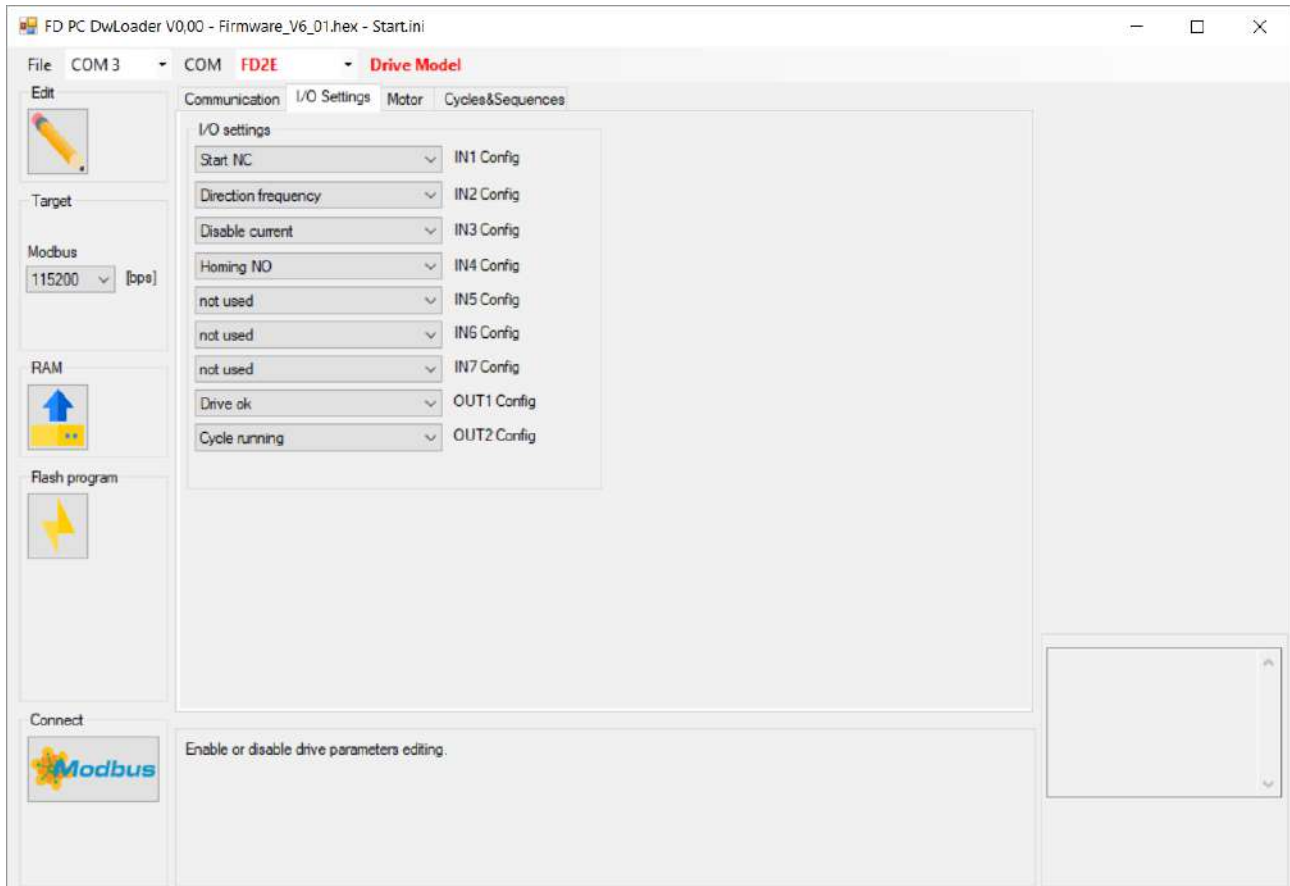 FD PC DwLoader V0,00 - Firmware_V6_01.hex - Start.ini
File COM 3 COM FD2E Drive Model
Edit
Communication I/O Settings Motor Cycles&Sequences
I/O settings
Start NC IN1 Config
Direction frequency IN2 Config
Disable current IN3 Config
Homing NO IN4 Config
not used IN5 Config
not used IN6 Config
not used IN7 Config
Drive ok OUT1 Config
Cycle running OUT2 Config
Target
Modbus
115200 [bps]
RAM
Flash program
Connect
Modbus
Enable or disable drive parameters editing.